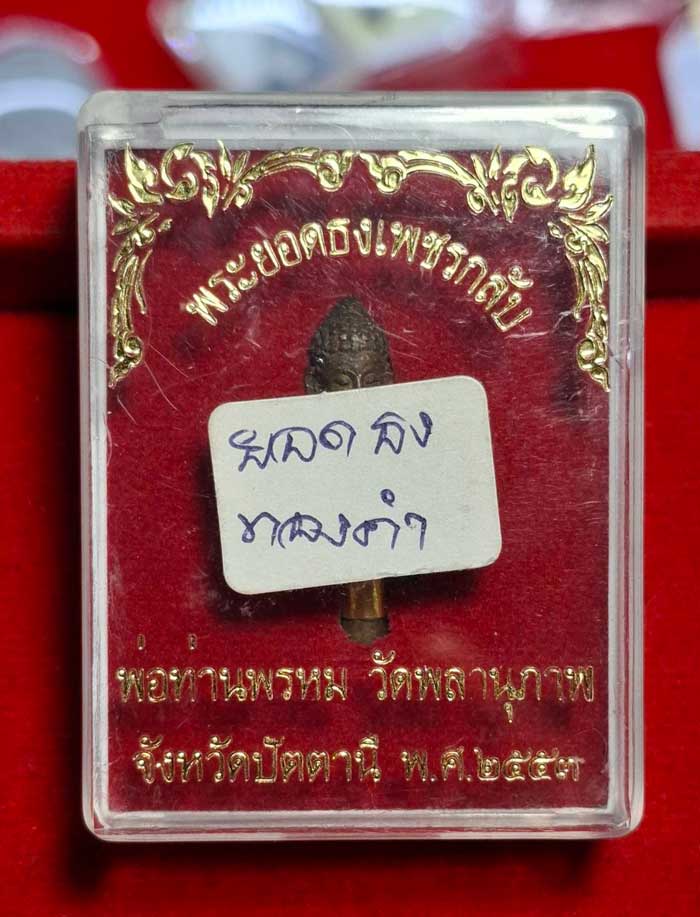 พระยอดธงเพชรกลับ
ยอดธง
ทองคำ
พ่อท่านพรหม วัดพลานุภาพ
จังหวัดปัตตานี พ.ศ.๒๕๕๓